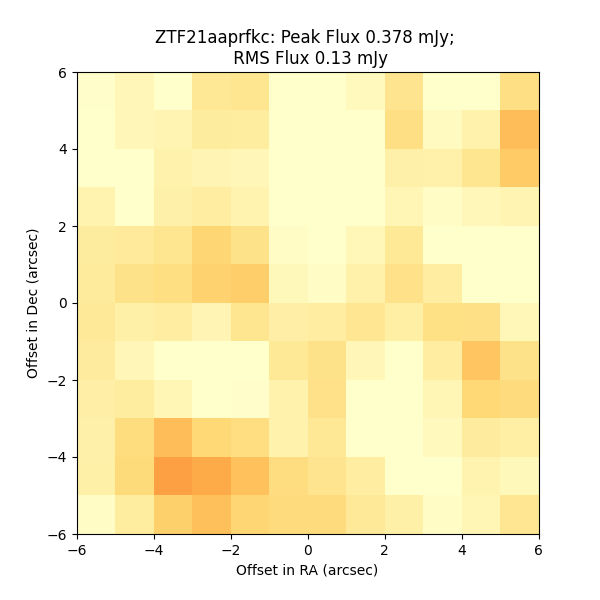 ZTF21aaprfkc: Peak Flux 0.378 mJy;
RMS Flux 0.13 mJy
6
4
2
0
−2
−4
−6
Offset in Dec (arcsec)
−6 −4 −2 0 2 4 6
Offset in RA (arcsec)